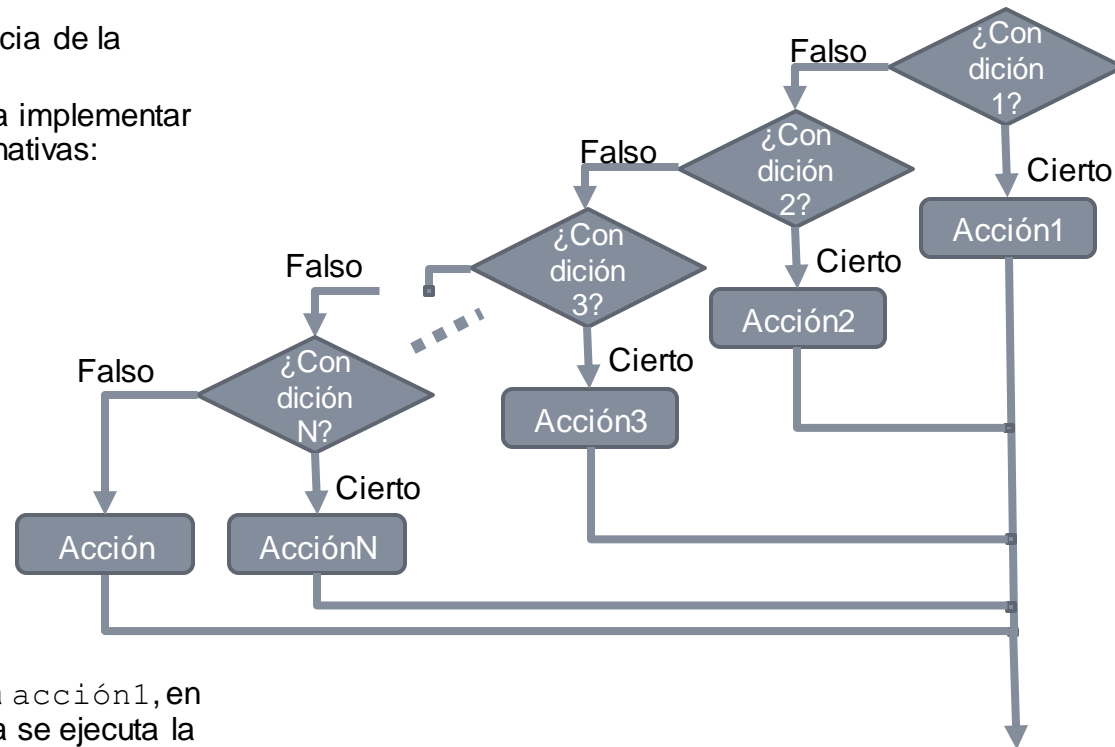 cia de la
a implementar
nativas:
Falso
¿Con
dición
1?
Cierto
Acción1
Falso
¿Con
dición
2?
Cierto
Acción2
Falso
¿Con
dición
3?
Cierto
Acción3
Falso
¿Con
dición
N?
Cierto
AcciónN
Acción
a acción1, en
a se ejecuta la